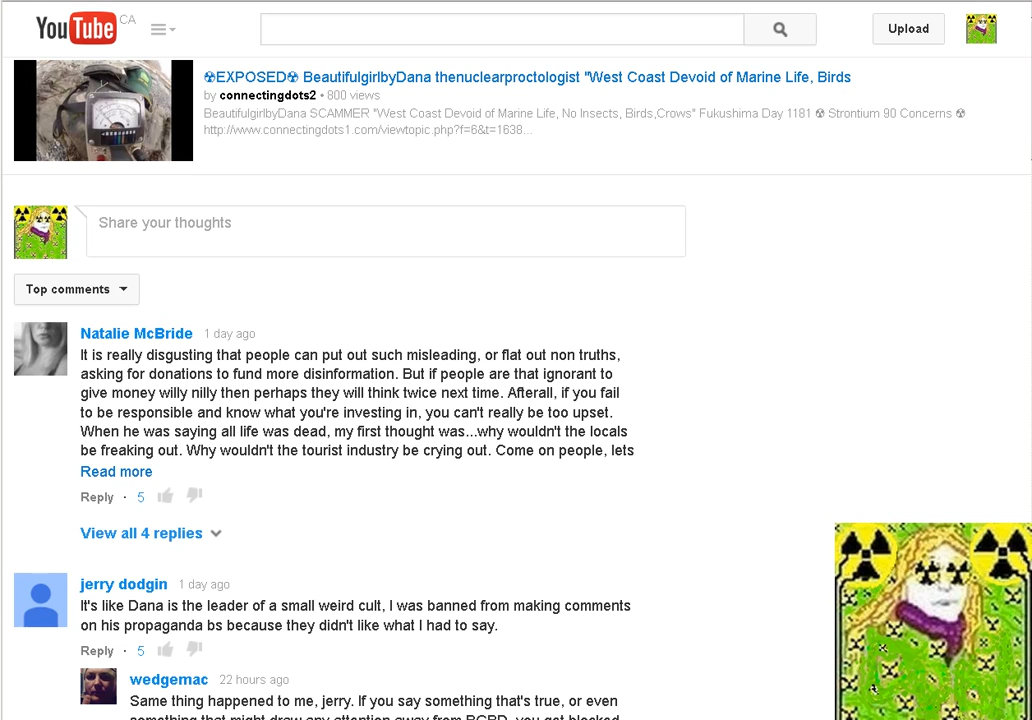 YouTube CA
Upload
☢EXPOSED☢ BeautifulgirlbyDana thenuclearproctologist "West Coast Devoid of Marine Life, Birds
by connectingdots2 • 800 views
BeautifulgirlbyDana SCAMMER "West Coast Devoid of Marine Life, No Insects, Birds,Crows" Fukushima Day 1181 ☢ Strontium 90 Concerns ☢
http://www.connectingdots1.com/viewtopic.php?f=6&t=1638...
Share your thoughts
Top comments
Natalie McBride 1 day ago
It is really disgusting that people can put out such misleading, or flat out non truths,
asking for donations to fund more disinformation. But if people are that ignorant to
give money willy nilly then perhaps they will think twice next time. Afterall, if you fail
to be responsible and know what you're investing in, you can't really be too upset.
When he was saying all life was dead, my first thought was...why wouldn't the locals
be freaking out. Why wouldn't the tourist industry be crying out. Come on people, lets
Read more
Reply · 5
View all 4 replies
jerry dodgin 1 day ago
It's like Dana is the leader of a small weird cult, I was banned from making comments
on his propaganda bs because they didn't like what I had to say.
Reply · 5
wedgemac 22 hours ago
Same thing happened to me, jerry. If you say something that's true, or even
something that might draw any attention away from BGBD, you get blocked